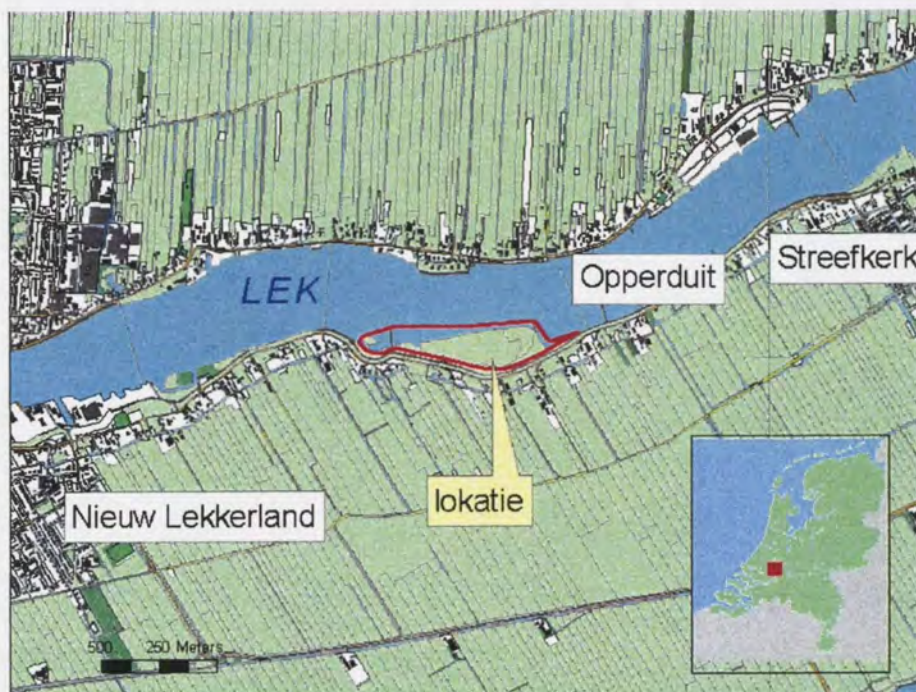 LEK
Opperduit
Streefkerk
lokatie
Nieuw Lekkerland
500 250 Meters